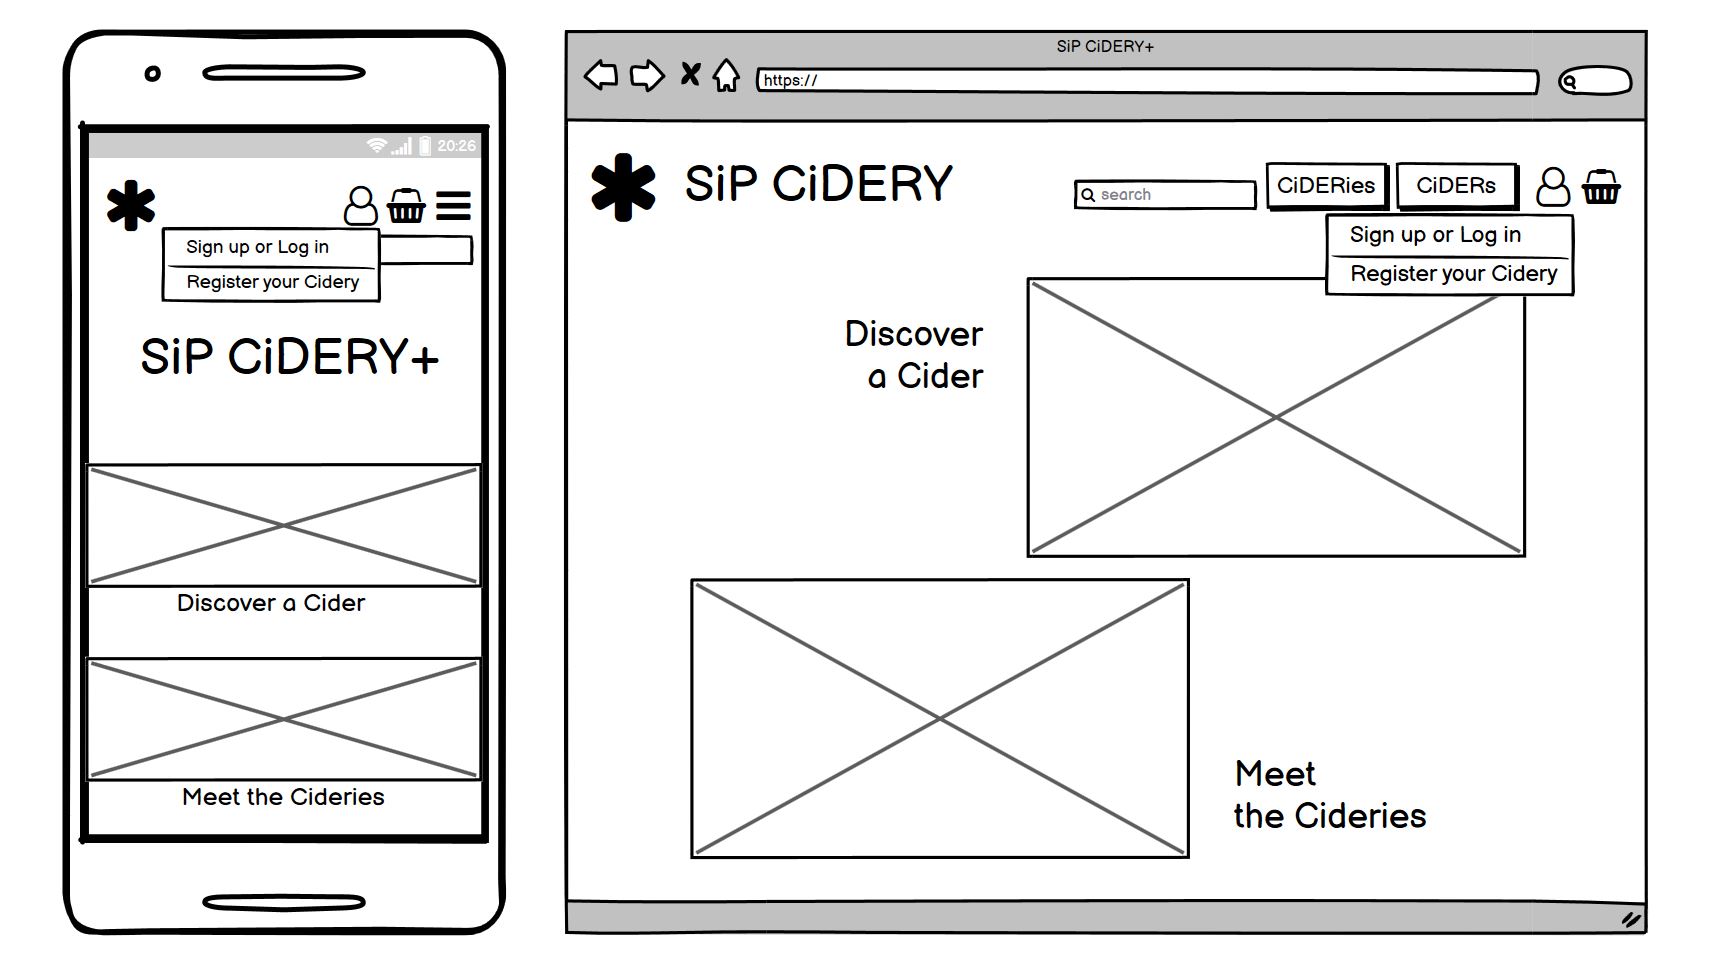 20:26
Sign up or Log in
Register your Cidery
SiP CiDERY+
Discover a Cider
Meet the Cideries
SiP CiDERY+
https://
SiP CiDERY
search
CiDERies
CiDERs
Sign up or Log in
Register your Cidery
Discover
a Cider
Meet
the Cideries